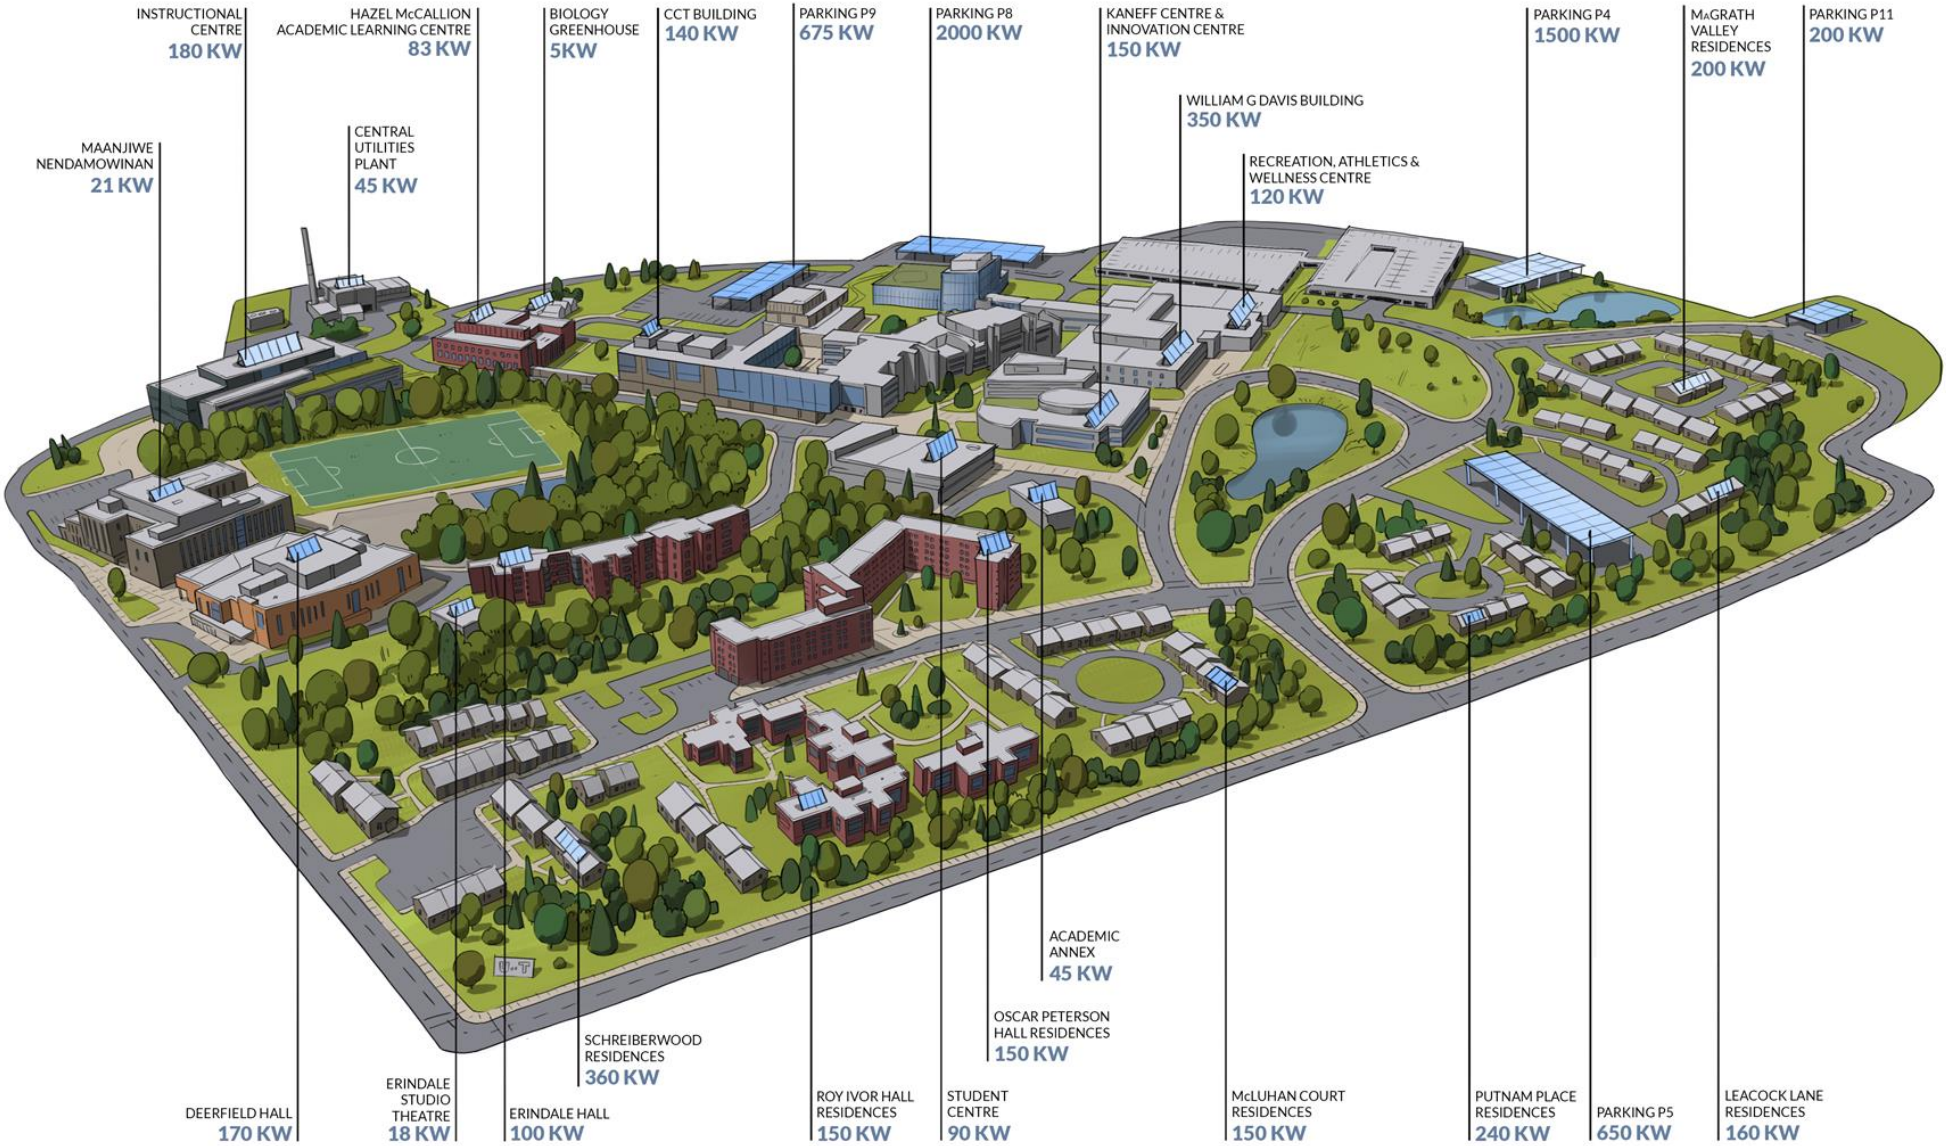 INSTRUCTIONAL
CENTRE
180 KW
HAZEL McCALLION
ACADEMIC LEARNING CENTRE
83 KW
BIOLOGY
GREENHOUSE
5KW
CCT BUILDING
140 KW
PARKING P9
675 KW
PARKING P8
2000 KW
KANEFF CENTRE &
INNOVATION CENTRE
150 KW
PARKING P4
1500 KW
MAGRATH
VALLEY
RESIDENCES
200 KW
PARKING P11
200 KW
WILLIAM G DAVIS BUILDING
350 KW
MAANJIWE
NENDAMOWINAN
21 KW
CENTRAL
UTILITIES
PLANT
45 KW
RECREATION, ATHLETICS &
WELLNESS CENTRE
120 KW
U of T
ACADEMIC
ANNEX
45 KW
OSCAR PETERSON
HALL RESIDENCES
150 KW
SCHREIBERWOOD
RESIDENCES
360 KW
DEERFIELD HALL
170 KW
ERINDALE
STUDIO
THEATRE
18 KW
ERINDALE HALL
100 KW
ROY IVOR HALL
RESIDENCES
150 KW
STUDENT
CENTRE
90 KW
McLUHAN COURT
RESIDENCES
150 KW
PUTNAM PLACE
RESIDENCES
240 KW
PARKING P5
650 KW
LEACOCK LANE
RESIDENCES
160 KW